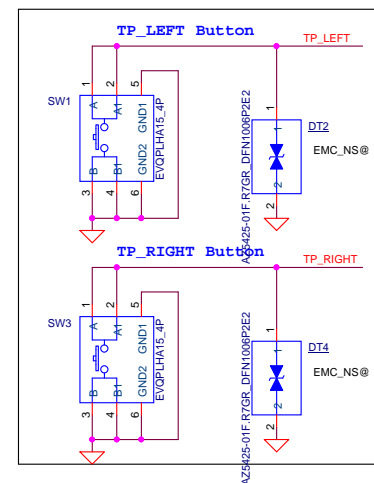 TP_LEFT Button
TP_LEFT
1
2
5
SW1
A
A1
GND1
GND2
B
B1
EVQPLHA15_4P
3
4
6
AZ5425-01F.R7GR_DFN1006P2E2
1
1
DT2
EMC_NS@
2
2
TP_RIGHT Button
TP_RIGHT
1
2
5
SW3
A
A1
GND1
GND2
B
B1
EVQPLHA15_4P
3
4
6
AZ5425-01F.R7GR_DFN1006P2E2
1
1
DT4
EMC_NS@
2
2